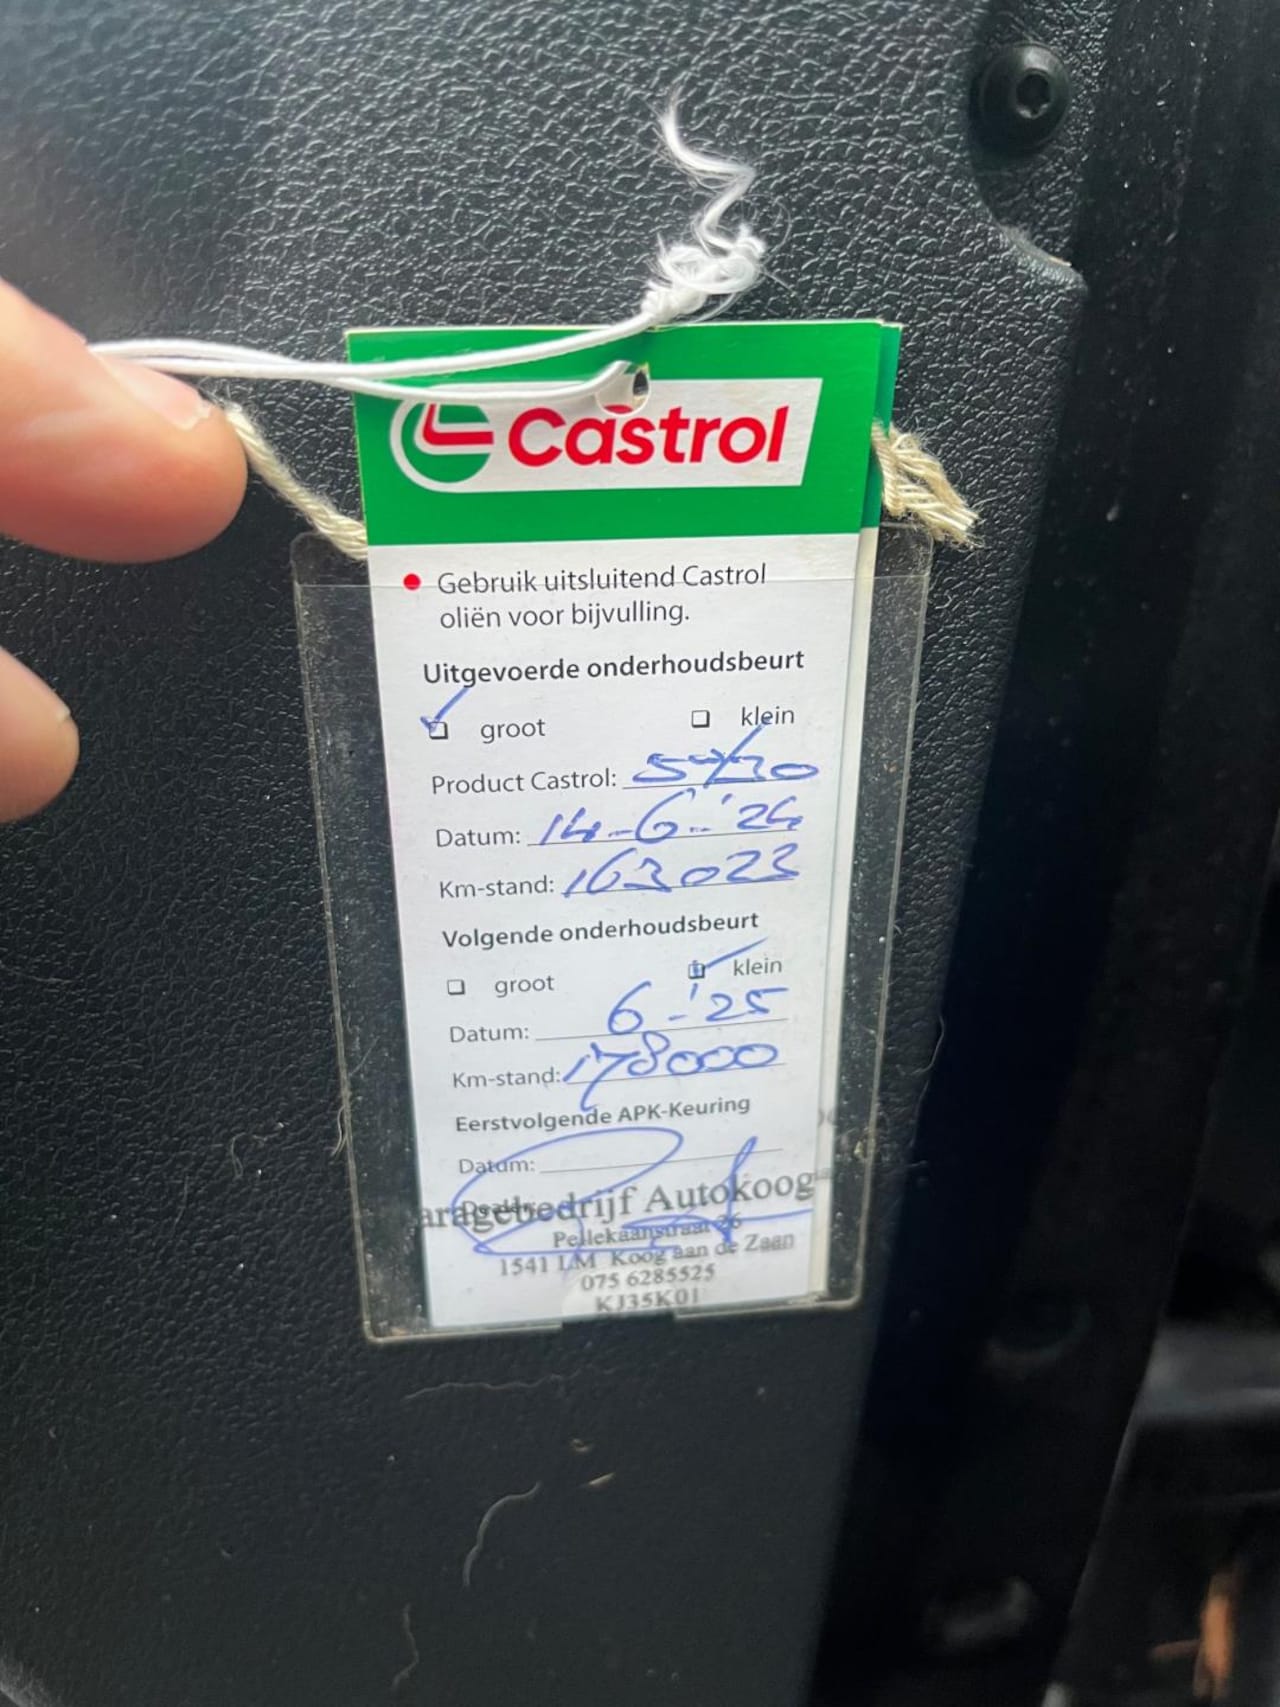 Castrol
Gebruik uitsluitend Castrol
oliën voor bijvulling.
Uitgevoerde onderhoudsbeurt
groot klein
Product Castrol: 5W30
Datum: 14-6-'24
Km-stand: 163023
Volgende onderhoudsbeurt
groot klein
Datum: 6-'25
Km-stand: 178000
Eerstvolgende APK-Keuring
Datum:
aragebedrijf Autokoog
Pellekaanstraat 26
1541 LM Koog aan de Zaan
075 6285525
KJ35K01